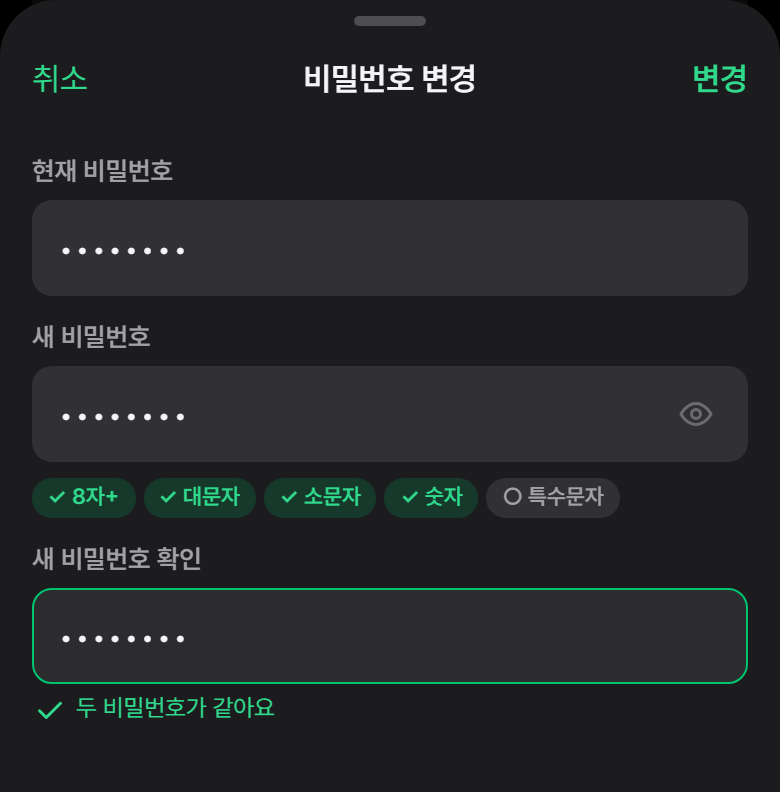 취소 비밀번호 변경 변경
현재 비밀번호
••••••••
새 비밀번호
••••••••
8자+ 대문자 소문자 숫자 특수문자
새 비밀번호 확인
••••••••
두 비밀번호가 같아요